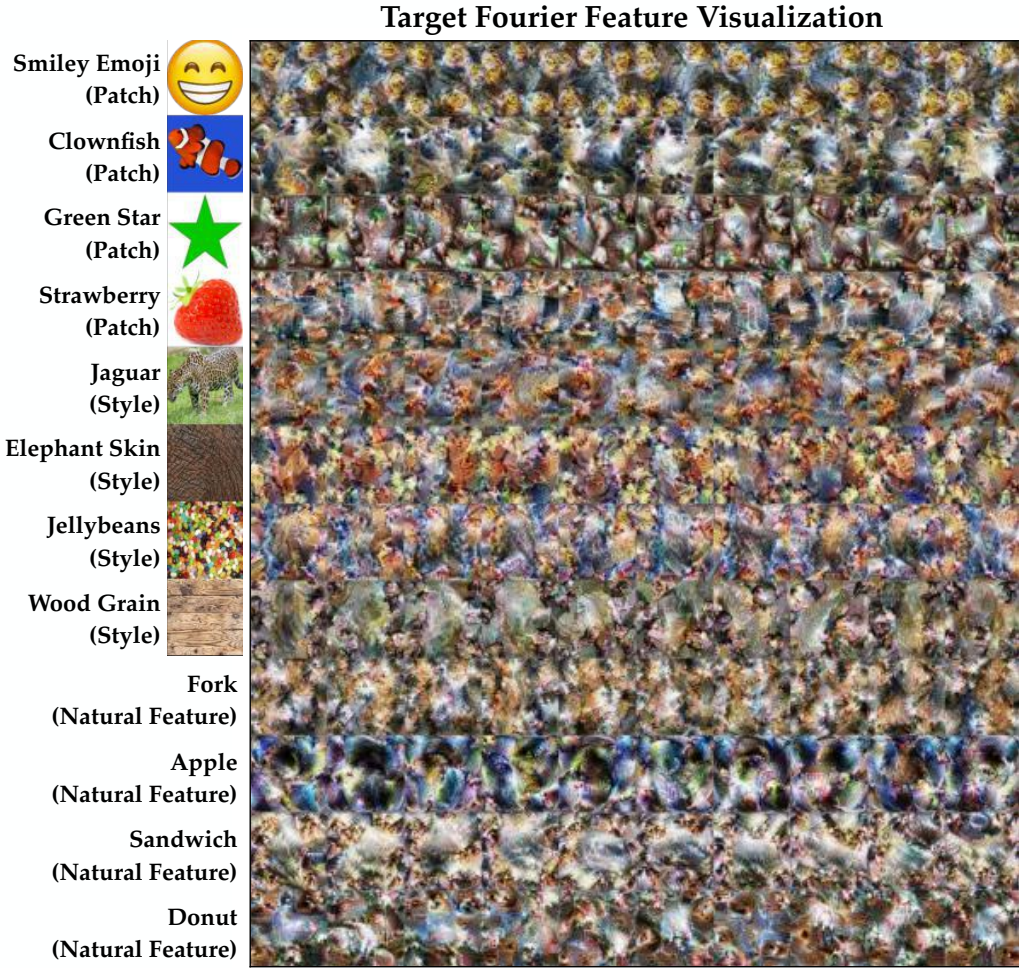 Target Fourier Feature Visualization
Smiley Emoji
(Patch)
Clownfish
(Patch)
Green Star
(Patch)
Strawberry
(Patch)
Jaguar
(Style)
Elephant Skin
(Style)
Jellybeans
(Style)
Wood Grain
(Style)
Fork
(Natural Feature)
Apple
(Natural Feature)
Sandwich
(Natural Feature)
Donut
(Natural Feature)